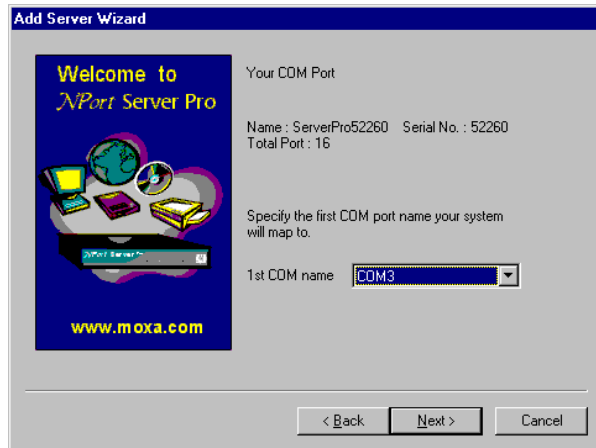 Add Server Wizard
Welcome to
NPort Server Pro
www.moxa.com
Your COM Port
Name : ServerPro52260 Serial No. : 52260
Total Port : 16
Specify the first COM port name your system
will map to.
1st COM name COM3
< Back Next > Cancel